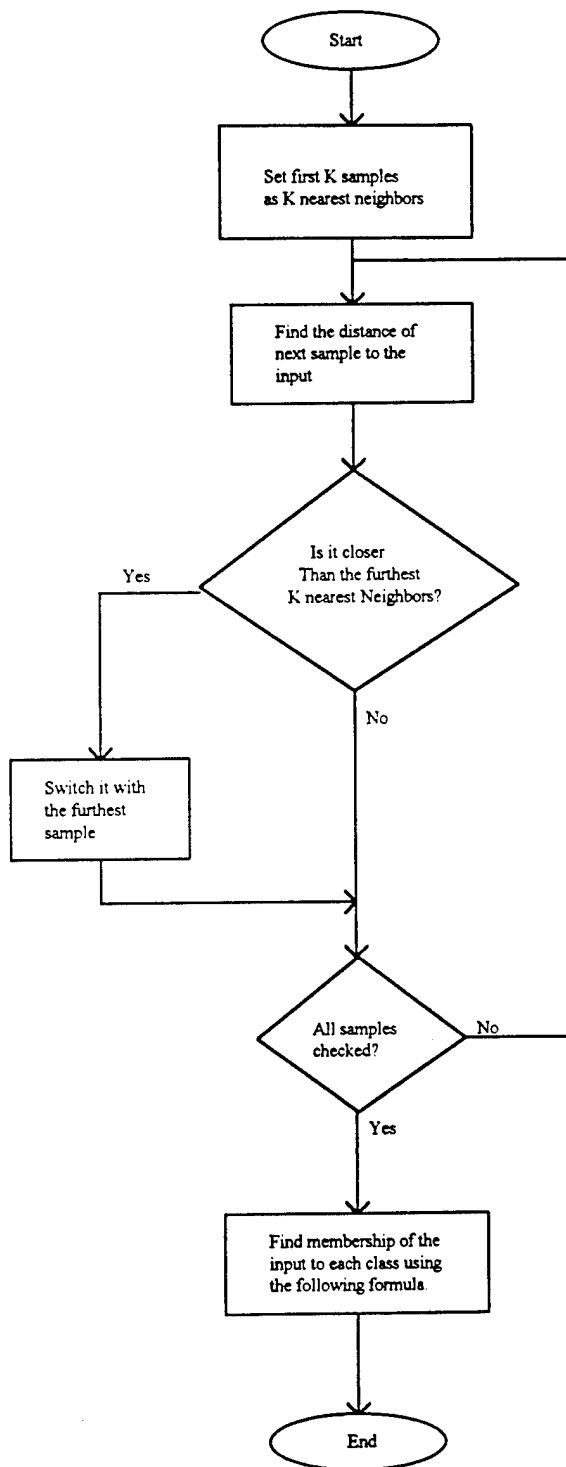 Start
Set first K samples
as K nearest neighbors
Find the distance of
next sample to the
input
Is it closer
Than the furthest
K nearest Neighbors?
Yes
No
Switch it with
the furthest
sample
All samples
checked?
No
Yes
Find membership of the
input to each class using
the following formula.
End